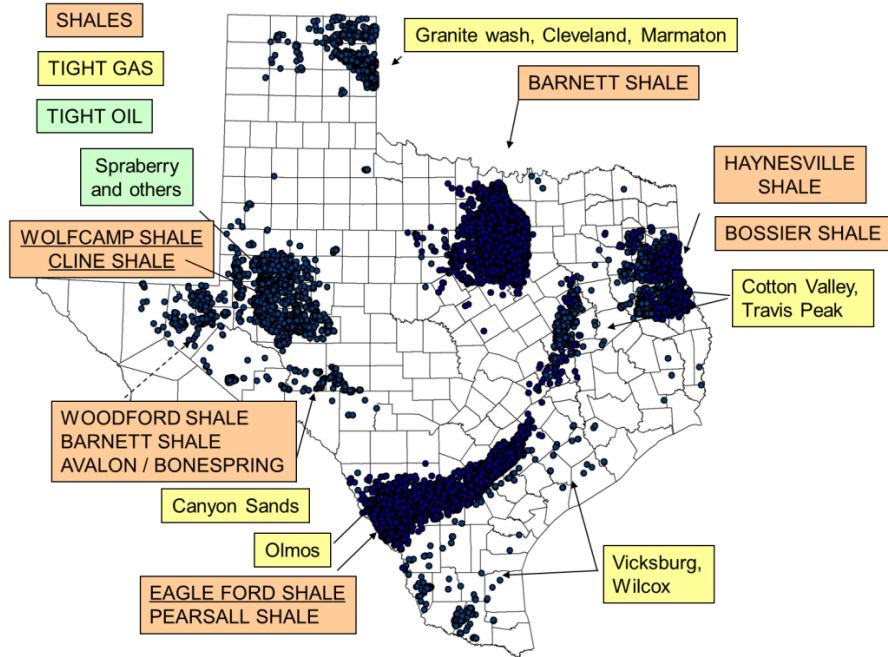 SHALES
TIGHT GAS
TIGHT OIL
Granite wash, Cleveland, Marmaton
BARNETT SHALE
Spraberry
and others
WOLFCAMP SHALE
CLINE SHALE
HAYNESVILLE
SHALE
BOSSIER SHALE
Cotton Valley,
Travis Peak
WOODFORD SHALE
BARNETT SHALE
AVALON / BONESPRING
Canyon Sands
Olmos
EAGLE FORD SHALE
PEARSALL SHALE
Vicksburg,
Wilcox